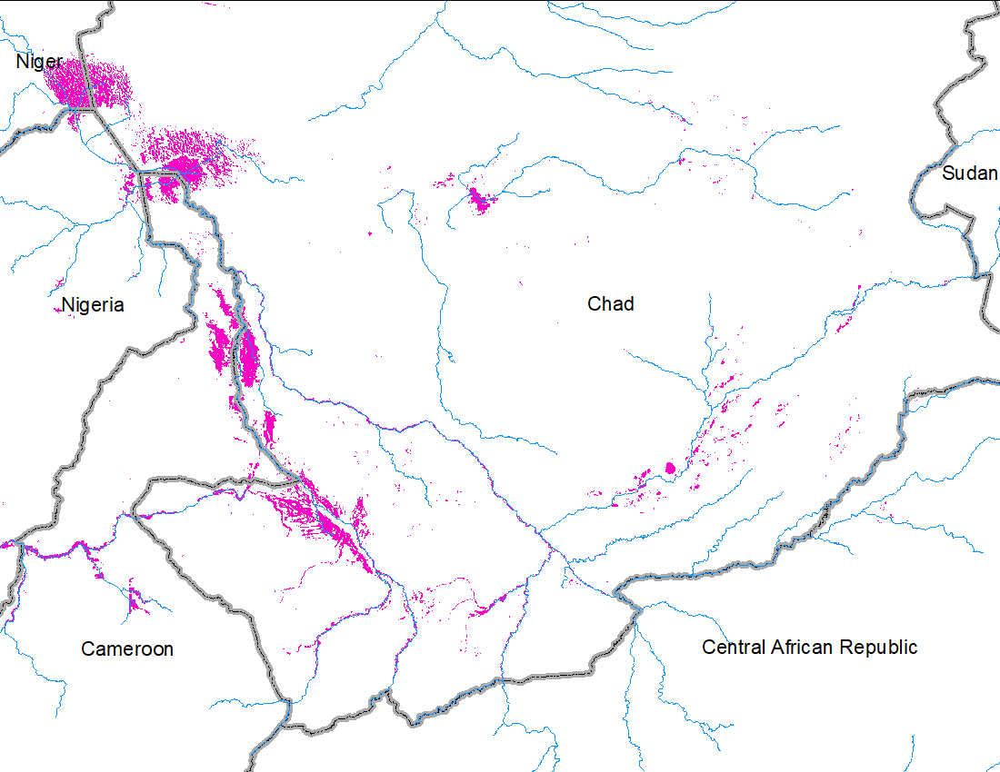 Niger
Sudan
Nigeria
Chad
Cameroon
Central African Republic